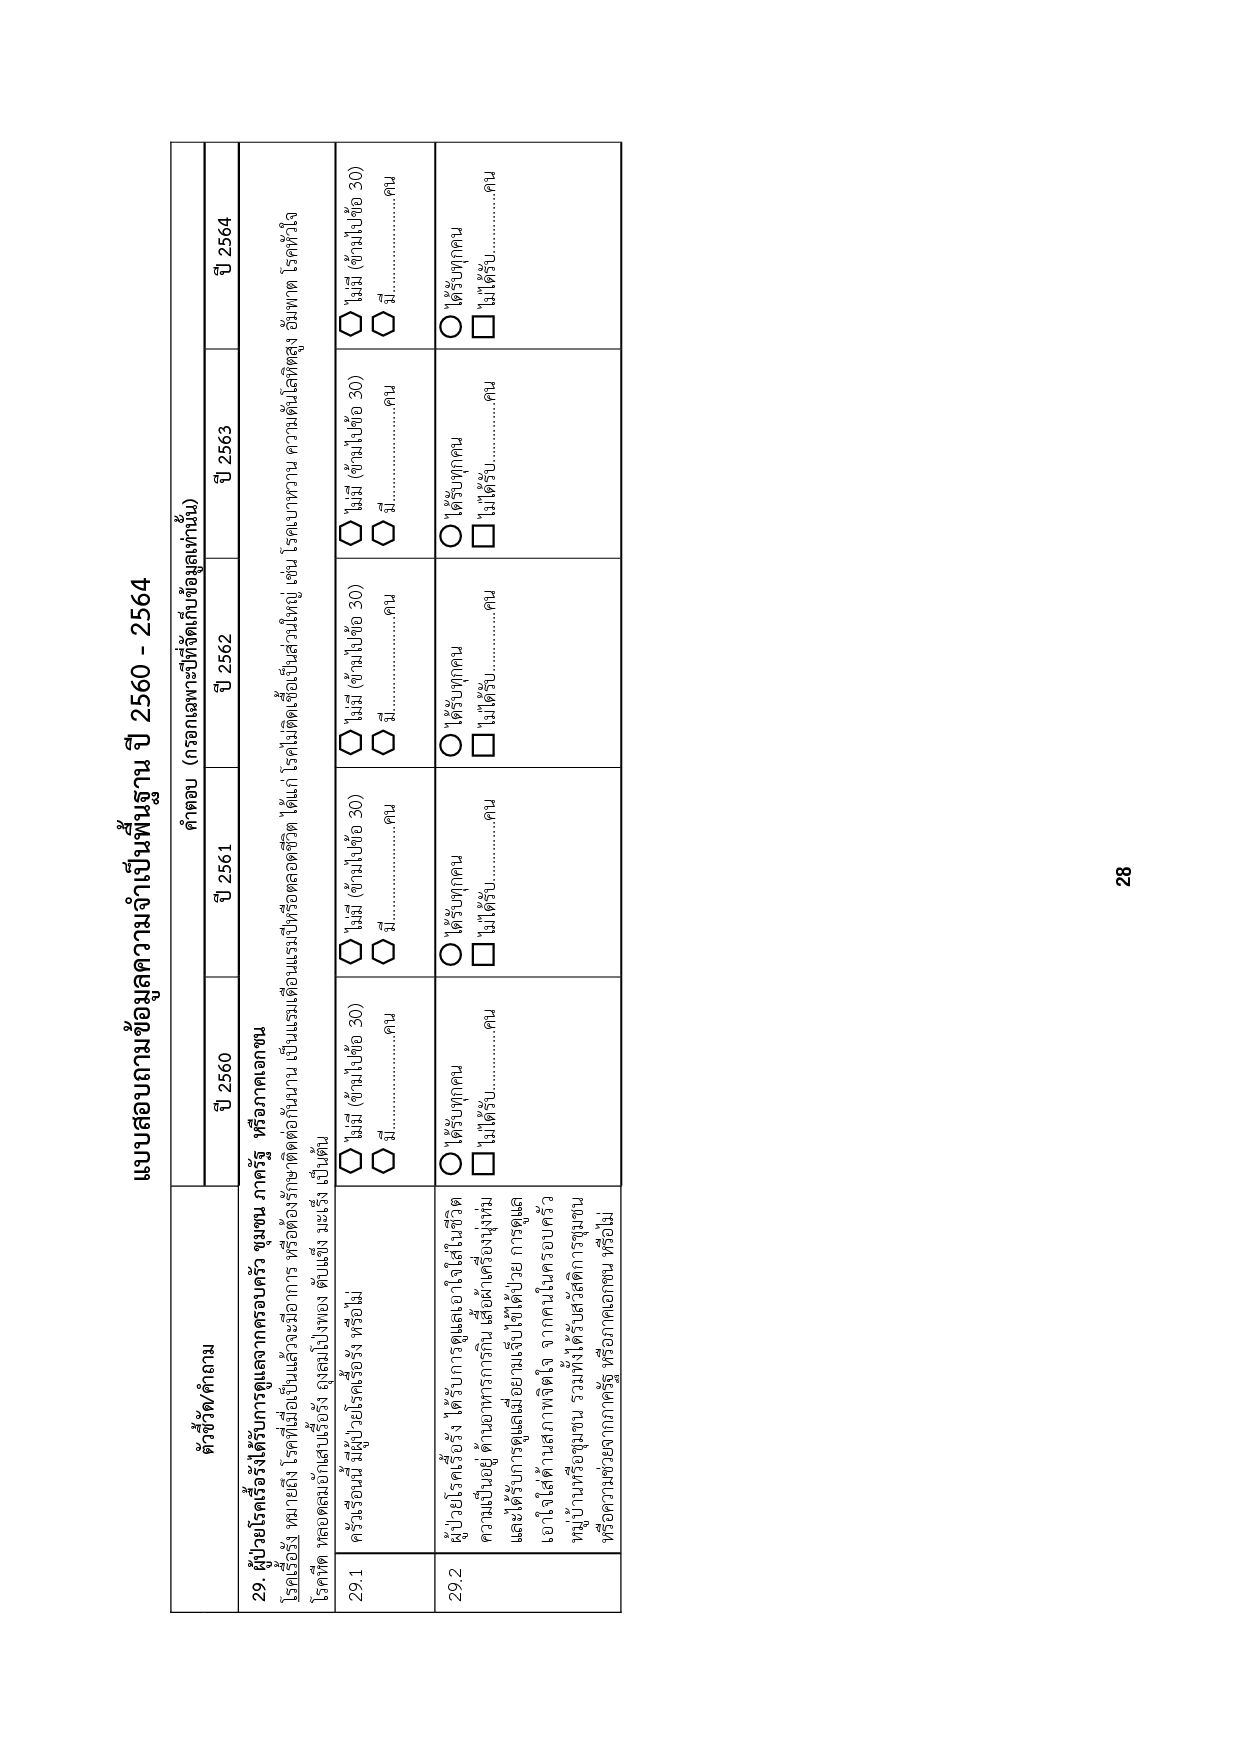 แบบสอบถามข้อมูลความจำเป็นพื้นฐาน ปี 2560 - 2564
ตัวชี้วัด/คำถาม
คำตอบ (กรอกเฉพาะปีที่จัดเก็บข้อมูลเท่านั้น)
ปี 2560 ปี 2561 ปี 2562 ปี 2563 ปี 2564
29. ผู้ป่วยโรคเรื้อรังได้รับการดูแลจากครอบครัว ชุมชน ภาครัฐ หรือภาคเอกชน
โรคเรื้อรัง หมายถึง โรคที่เมื่อเป็นแล้วจะมีอาการ หรือต้องรักษาติดต่อกันนาน เป็นแรมเดือนแรมปีหรือตลอดชีวิต ได้แก่ โรคไม่ติดเชื้อเป็นส่วนใหญ่ เช่น โรคเบาหวาน ความดันโลหิตสูง อัมพาต โรคหัวใจ
โรคหืด หลอดลมอักเสบเรื้อรัง ถุงลมโป่งพอง ตับแข็ง มะเร็ง เป็นต้น
29.1 ครัวเรือนนี้ มีผู้ป่วยโรคเรื้อรัง หรือไม่
ไม่มี (ข้ามไปข้อ 30) ไม่มี (ข้ามไปข้อ 30) ไม่มี (ข้ามไปข้อ 30) ไม่มี (ข้ามไปข้อ 30) ไม่มี (ข้ามไปข้อ 30)
มี.......................คน มี.......................คน มี.......................คน มี.......................คน มี.......................คน
29.2 ผู้ป่วยโรคเรื้อรัง ได้รับการดูแลเอาใจใส่ในชีวิต
ความเป็นอยู่ ด้านอาหารการกิน เสื้อผ้าเครื่องนุ่งห่ม
และได้รับการดูแลเมื่อยามเจ็บไข้ได้ป่วย การดูแล
เอาใจใส่ด้านสภาพจิตใจ จากคนในครอบครัว
หมู่บ้านหรือชุมชน รวมทั้งได้รับสวัสดิการชุมชน
หรือความช่วยจากภาครัฐ หรือภาคเอกชน หรือไม่
ได้รับทุกคน ได้รับทุกคน ได้รับทุกคน ได้รับทุกคน ได้รับทุกคน
ไม่ได้รับ..............คน ไม่ได้รับ..............คน ไม่ได้รับ..............คน ไม่ได้รับ..............คน ไม่ได้รับ..............คน
28